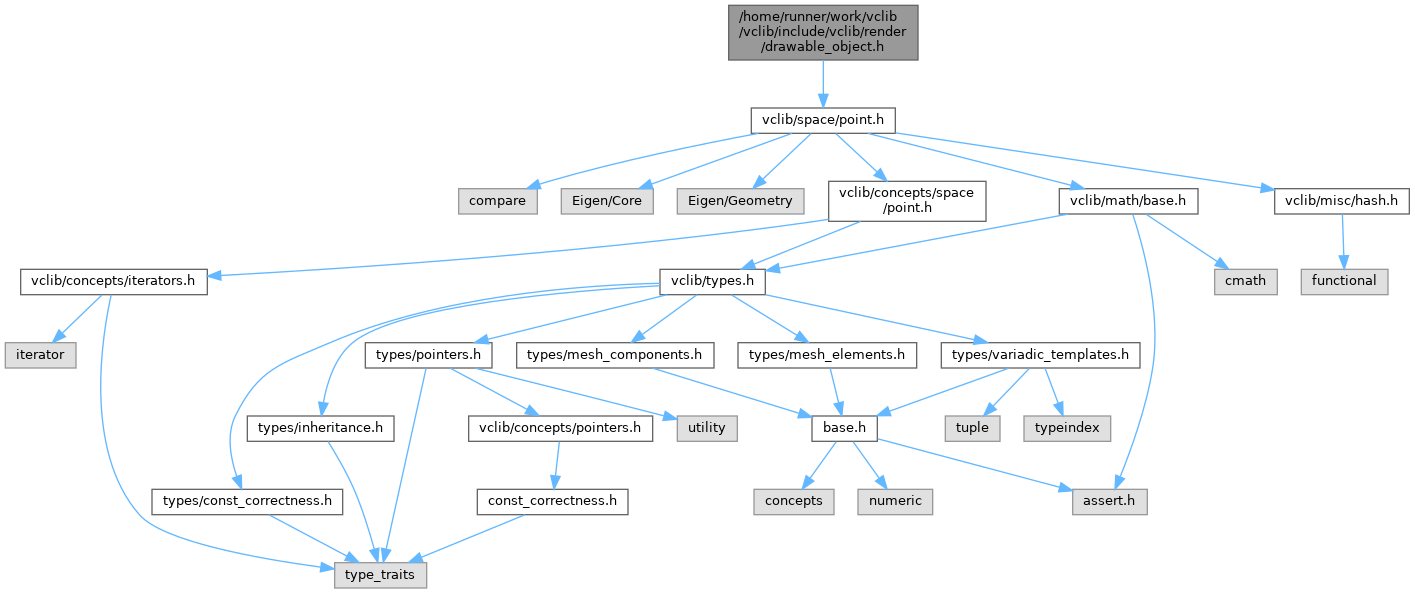 /home/runner/work/vclib
/vclib/include/vclib/render
/drawable_object.h
vclib/space/point.h
compare
Eigen/Core
Eigen/Geometry
vclib/concepts/space
/point.h
vclib/math/base.h
vclib/misc/hash.h
vclib/concepts/iterators.h
vclib/types.h
cmath
functional
iterator
types/pointers.h
types/mesh_components.h
types/mesh_elements.h
types/variadic_templates.h
types/inheritance.h
vclib/concepts/pointers.h
utility
base.h
tuple
typeindex
types/const_correctness.h
const_correctness.h
concepts
numeric
assert.h
type_traits